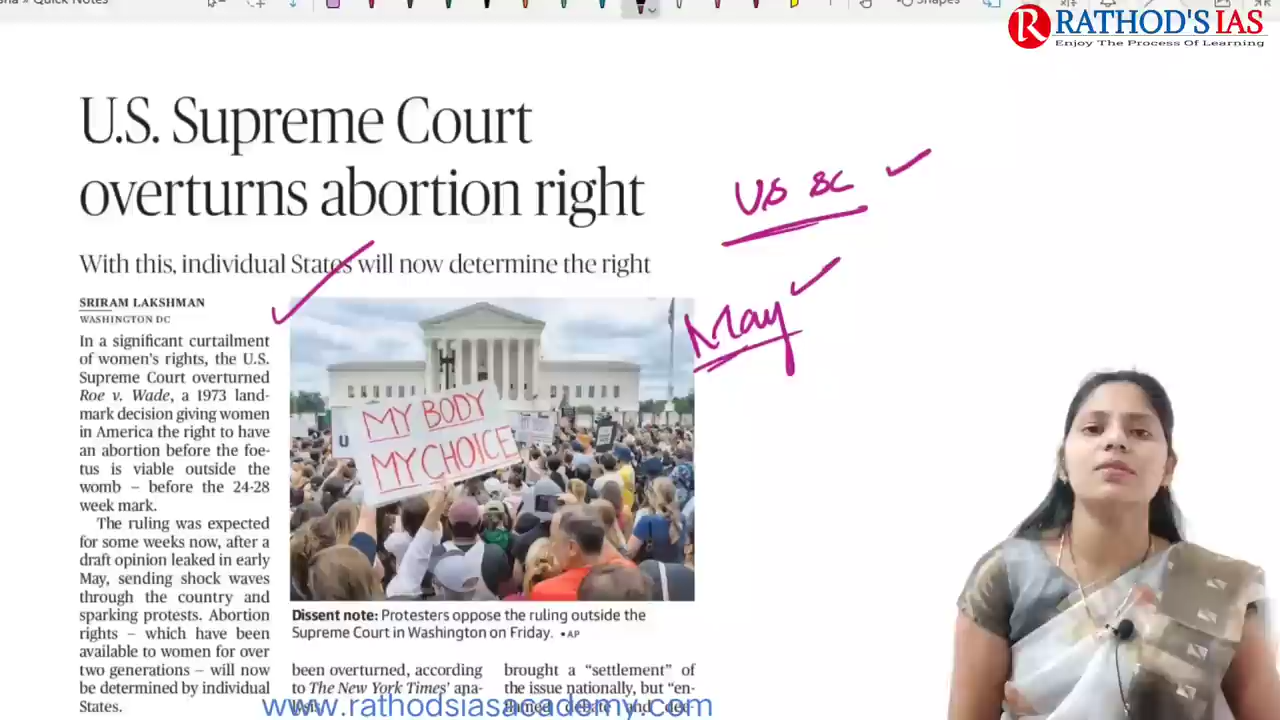 Quick Notes
Shapes
RATHOD'S IAS
Enjoy The Process Of Learning
U.S. Supreme Court
overturns abortion right
With this, individual States will now determine the right
US SC
May
SRIRAM LAKSHMAN
WASHINGTON DC
In a significant curtailment
of women's rights, the U.S.
Supreme Court overturned
Roe v. Wade, a 1973 land-
mark decision giving women
in America the right to have
an abortion before the foe-
tus is viable outside the
womb – before the 24-28
week mark.
The ruling was expected
for some weeks now, after a
draft opinion leaked in early
May, sending shock waves
through the country and
sparking protests. Abortion
rights – which have been
available to women for over
two generations – will now
be determined by individual
States.
MY BODY
MY CHOICE
Dissent note: Protesters oppose the ruling outside the
Supreme Court in Washington on Friday. •AP
been overturned, according
to The New York Times' ana-
brought a “settlement” of
the issue nationally, but “en-
www.rathodsiasacademy.com